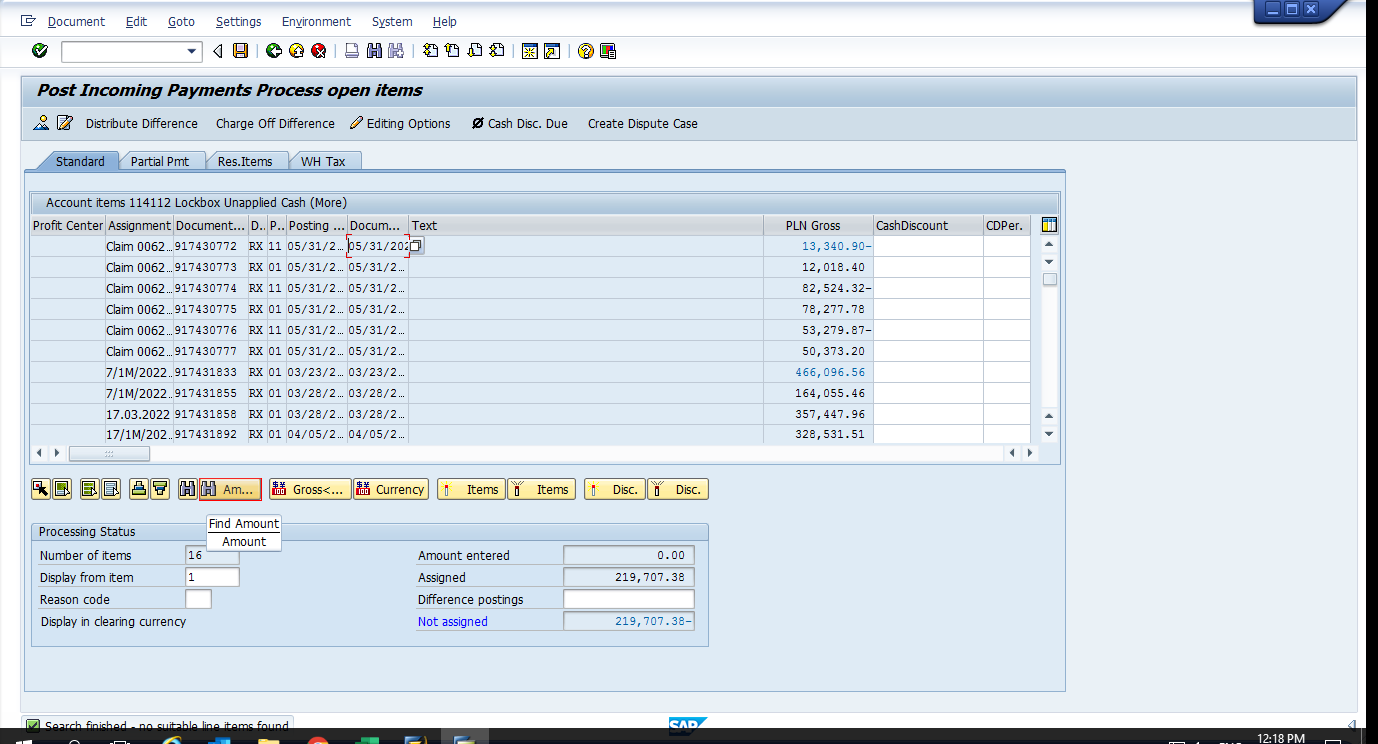 Document Edit Goto Settings Environment System Help
Post Incoming Payments Process open items
Distribute Difference Charge Off Difference Editing Options Cash Disc. Due Create Dispute Case
Standard Partial Pmt Res.Items WH Tax
Account items 114112 Lockbox Unapplied Cash (More)
Profit Center Assignment Document... D.. P.. Posting ... Docum... Text PLN Gross CashDiscount CDPer.
Claim 0062.. 917430772 RX 11 05/31/2… 05/31/202 13,340.90-
Claim 0062.. 917430773 RX 01 05/31/2… 05/31/2… 12,018.40
Claim 0062.. 917430774 RX 11 05/31/2… 05/31/2… 82,524.32-
Claim 0062.. 917430775 RX 01 05/31/2… 05/31/2… 78,277.78
Claim 0062.. 917430776 RX 11 05/31/2… 05/31/2… 53,279.87-
Claim 0062.. 917430777 RX 01 05/31/2… 05/31/2… 50,373.20
7/1M/2022.. 917431833 RX 01 03/23/2… 03/23/2… 466,096.56
7/1M/2022.. 917431855 RX 01 03/28/2… 03/28/2… 164,055.46
17.03.2022 917431858 RX 01 03/28/2… 03/28/2… 357,447.96
17/1M/202.. 917431892 RX 01 04/05/2… 04/05/2… 328,531.51
Am... Gross<... Currency Items Items Disc. Disc.
Find Amount
Amount
Processing Status
Number of items 16 Amount entered 0.00
Display from item 1 Assigned 219,707.38
Reason code Difference postings
Display in clearing currency Not assigned 219,707.38-
Search finished - no suitable line items found SAP
12:18 PM